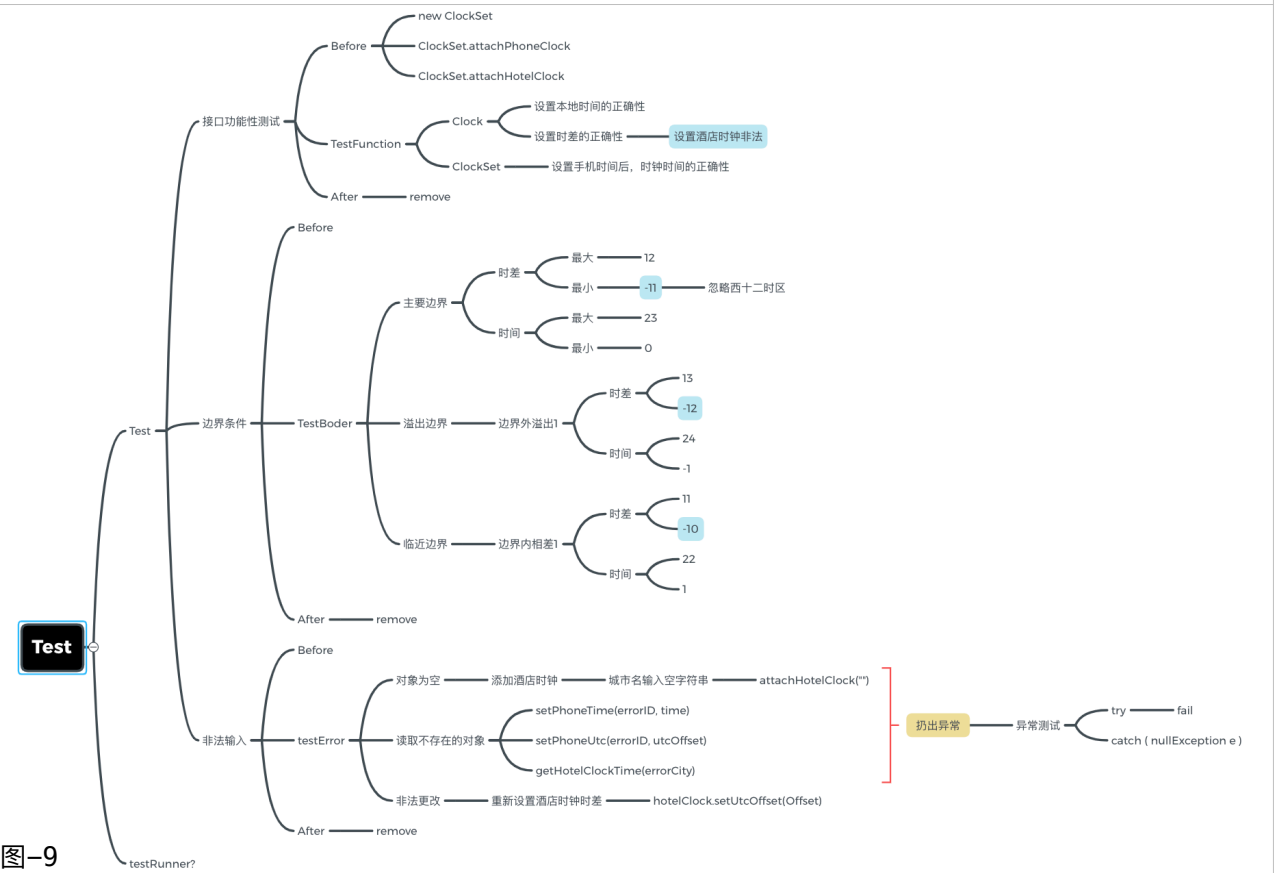 new ClockSet
Before
ClockSet.attachPhoneClock
ClockSet.attachHotelClock
接口功能性测试
TestFunction
Clock
设置本地时间的正确性
设置时差的正确性
设置酒店时钟非法
ClockSet
设置手机时间后，时钟时间的正确性
After
remove
Before
主要边界
时差
最大
12
最小
-11
忽略西十二时区
时间
最大
23
最小
0
Test
边界条件
TestBoder
溢出边界
边界外溢出1
时差
13
-12
时间
24
-1
临近边界
边界内相差1
时差
11
-10
时间
22
1
After
remove
Test
Before
对象为空
添加酒店时钟
城市名输入空字符串
attachHotelClock("")
非法输入
testError
读取不存在的对象
setPhoneTime(errorID, time)
setPhoneUtc(errorID, utcOffset)
getHotelClockTime(errorCity)
扔出异常
异常测试
try
fail
catch ( nullException e )
非法更改
重新设置酒店时钟时差
hotelClock.setUtcOffset(Offset)
After
remove
图-9
testRunner?